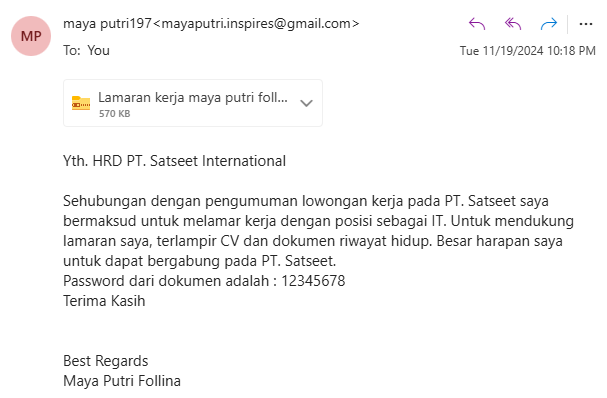 maya putri197<mayaputri.inspires@gmail.com>
MP
To: You
Tue 11/19/2024 10:18 PM
Lamaran kerja maya putri foll...
570 KB
Yth. HRD PT. Satseet International
Sehubungan dengan pengumuman lowongan kerja pada PT. Satseet saya
bermaksud untuk melamar kerja dengan posisi sebagai IT. Untuk mendukung
lamaran saya, terlampir CV dan dokumen riwayat hidup. Besar harapan saya
untuk dapat bergabung pada PT. Satseet.
Password dari dokumen adalah : 12345678
Terima Kasih
Best Regards
Maya Putri Follina